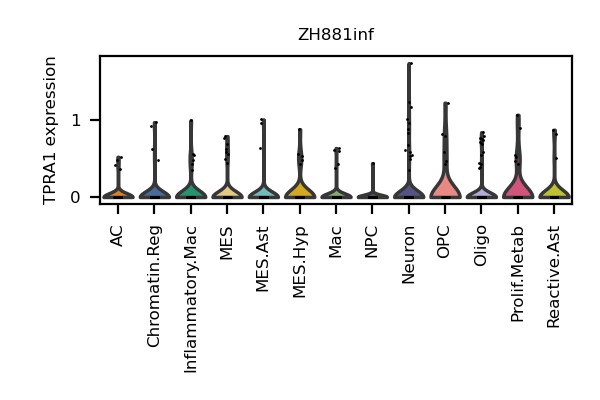 ZH881inf
TPRA1 expression
1
0
AC
Chromatin.Reg
Inflammatory.Mac
MES
MES.Ast
MES.Hyp
Mac
NPC
Neuron
OPC
Oligo
Prolif.Metab
Reactive.Ast